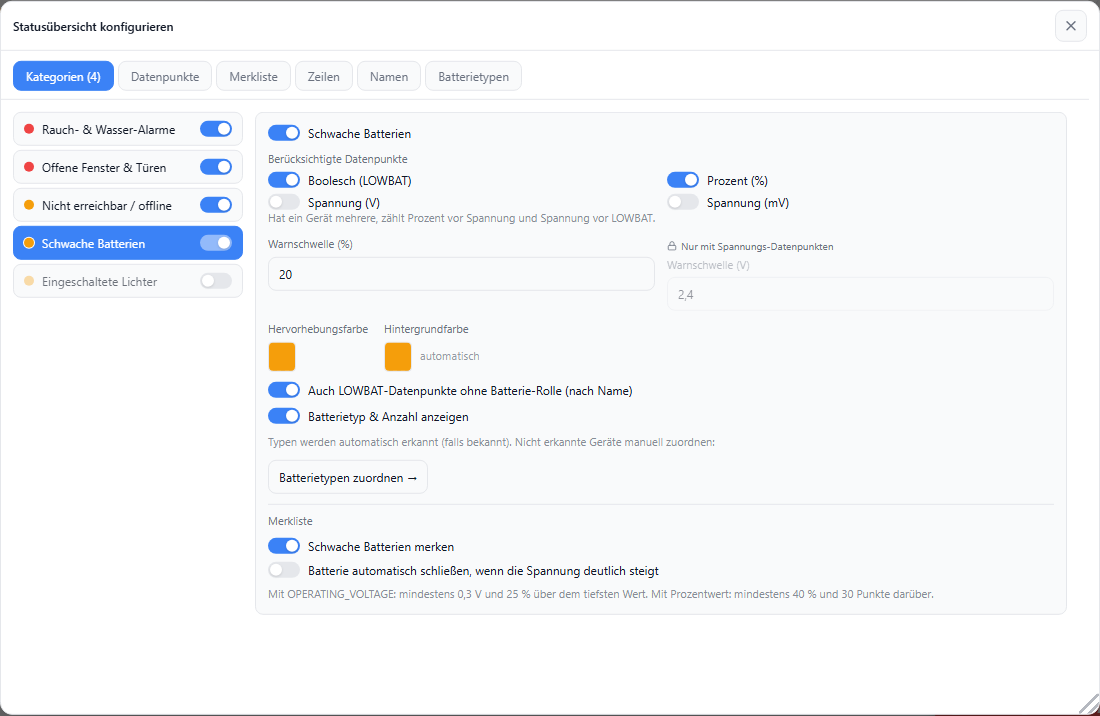 Statusübersicht konfigurieren
Kategorien (4) Datenpunkte Merkliste Zeilen Namen Batterietypen
Rauch- & Wasser-Alarme
Offene Fenster & Türen
Nicht erreichbar / offline
Schwache Batterien
Eingeschaltete Lichter
Schwache Batterien
Berücksichtigte Datenpunkte
Boolesch (LOWBAT) Prozent (%)
Spannung (V) Spannung (mV)
Hat ein Gerät mehrere, zählt Prozent vor Spannung und Spannung vor LOWBAT.
Warnschwelle (%)
20
Nur mit Spannungs-Datenpunkten
Warnschwelle (V)
2,4
Hervorhebungsfarbe Hintergrundfarbe
automatisch
Auch LOWBAT-Datenpunkte ohne Batterie-Rolle (nach Name)
Batterietyp & Anzahl anzeigen
Typen werden automatisch erkannt (falls bekannt). Nicht erkannte Geräte manuell zuordnen:
Batterietypen zuordnen →
Merkliste
Schwache Batterien merken
Batterie automatisch schließen, wenn die Spannung deutlich steigt
Mit OPERATING_VOLTAGE: mindestens 0,3 V und 25 % über dem tiefsten Wert. Mit Prozentwert: mindestens 40 % und 30 Punkte darüber.